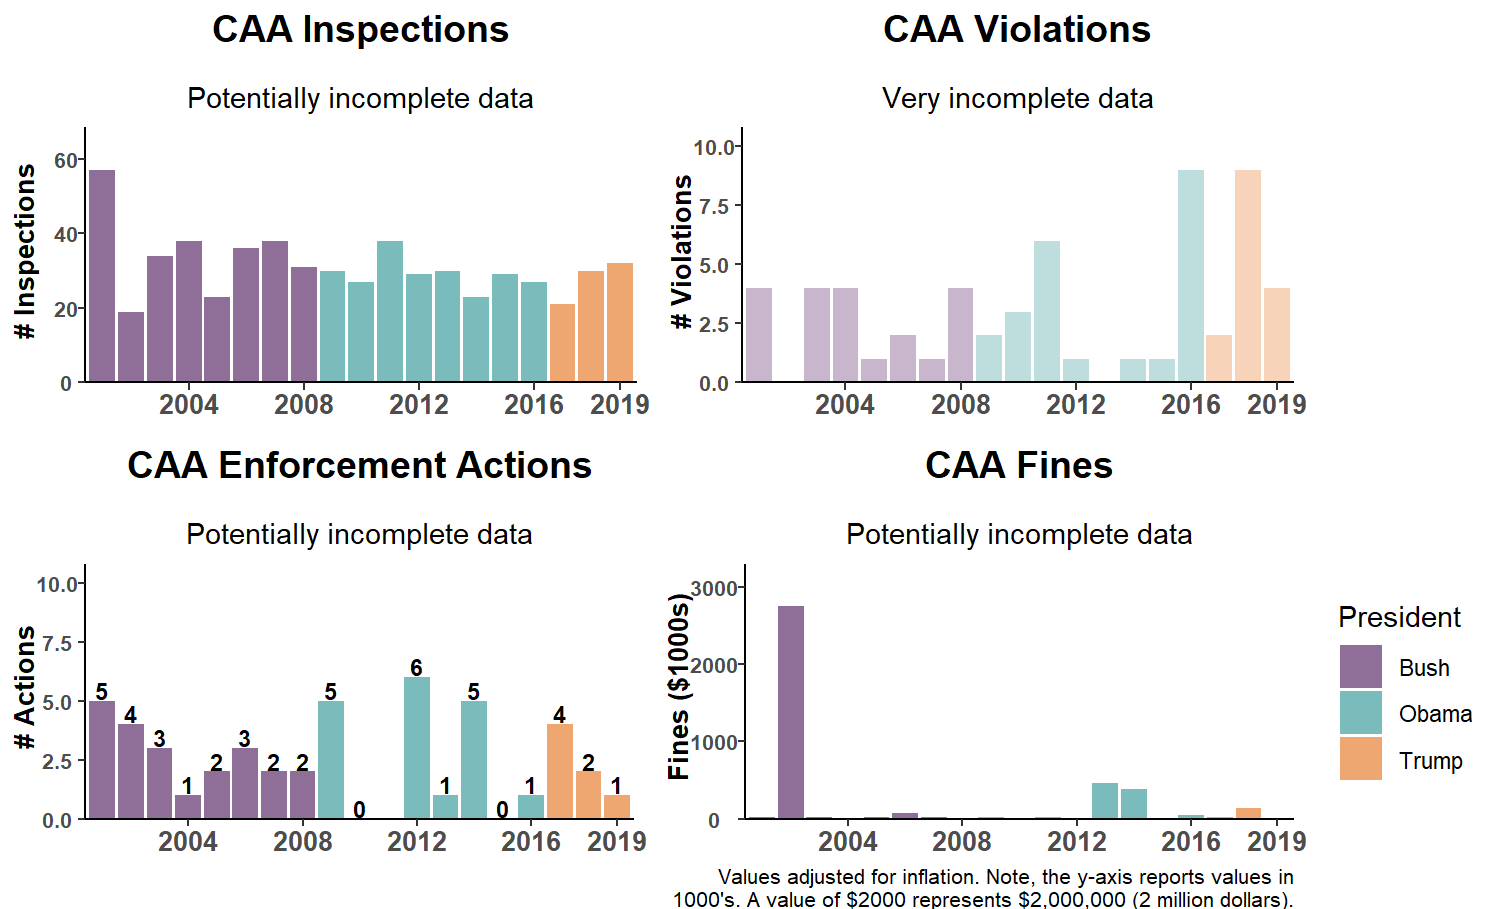 CAA Inspections
Potentially incomplete data
# Inspections
60
40
20
0
2004 2008 2012 2016 2019
CAA Violations
Very incomplete data
# Violations
10.0
7.5
5.0
2.5
0.0
2004 2008 2012 2016 2019
CAA Enforcement Actions
Potentially incomplete data
# Actions
10.0
7.5
5.0
2.5
0.0
5 4 3 1 2 3 2 2 5 0 6 1 5 0 1 4 2 1
2004 2008 2012 2016 2019
CAA Fines
Potentially incomplete data
Fines ($1000s)
3000
2000
1000
0
2004 2008 2012 2016 2019
President
Bush
Obama
Trump
Values adjusted for inflation. Note, the y-axis reports values in
1000's. A value of $2000 represents $2,000,000 (2 million dollars).